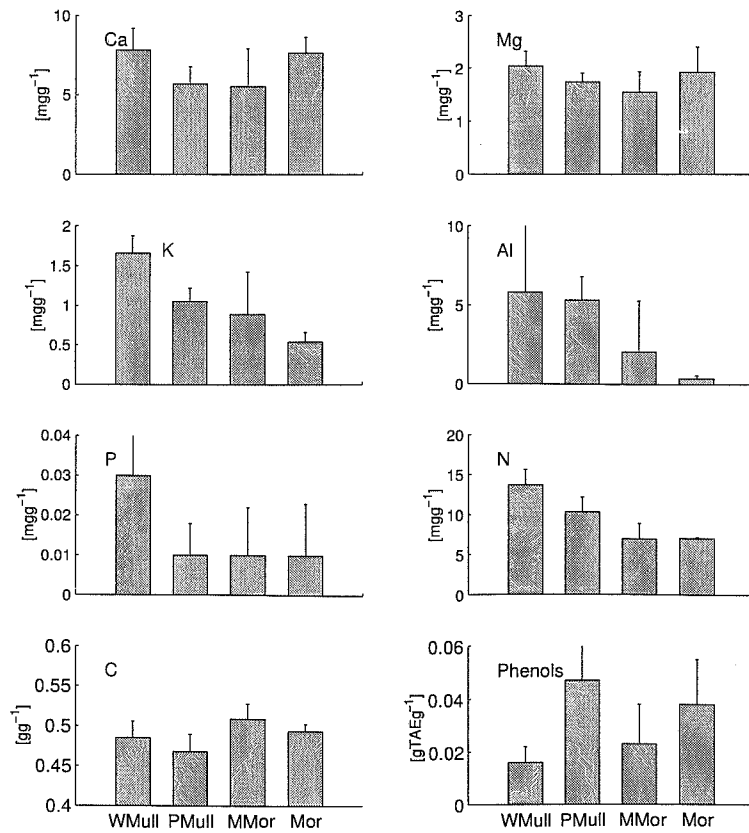 10
Ca
5
0
[mgg⁻¹]
3
Mg
2
1
0
[mgg⁻¹]
2
K
1.5
1
0.5
0
[mgg⁻¹]
10
Al
5
0
[mgg⁻¹]
0.04
P
0.03
0.02
0.01
0
[mgg⁻¹]
20
N
15
10
5
0
[mgg⁻¹]
0.6
C
0.55
0.5
0.45
0.4
[gg⁻¹]
WMull PMull MMor Mor
0.06
Phenols
0.04
0.02
0
[gTAEg⁻¹]
WMull PMull MMor Mor